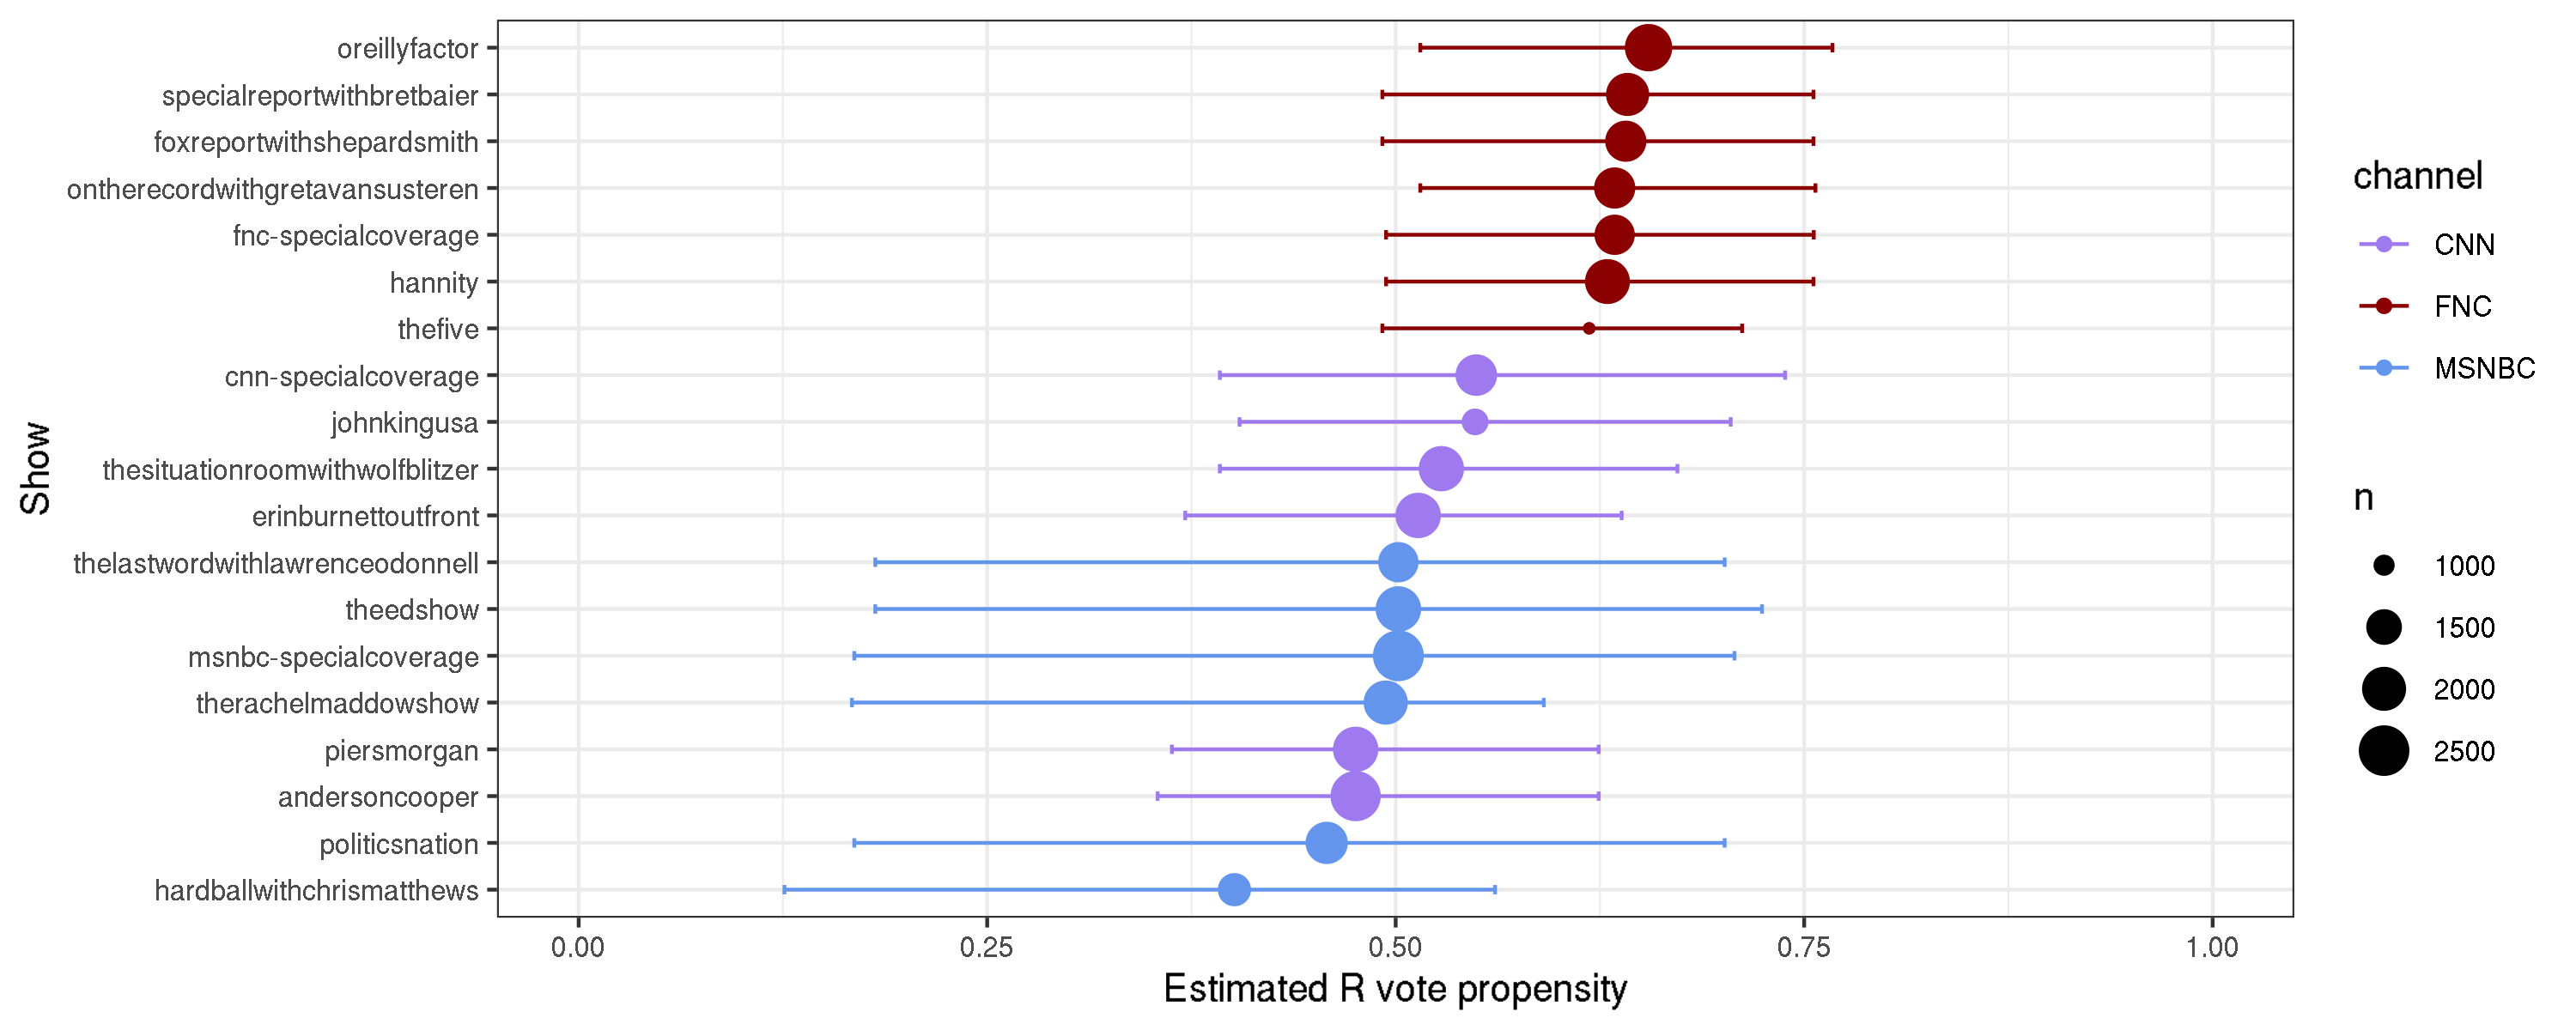 Show
oreillyfactor
specialreportwithbretbaier
foxreportwithshepardsmith
ontherecordwithgretavansusteren
fnc-specialcoverage
hannity
thefive
cnn-specialcoverage
johnkingusa
thesituationroomwithwolfblitzer
erinburnettoutfront
thelastwordwithlawrenceodonnell
theedshow
msnbc-specialcoverage
therachelmaddowshow
piersmorgan
andersoncooper
politicsnation
hardballwithchrismatthews
0.00 0.25 0.50 0.75 1.00
Estimated R vote propensity
channel
CNN
FNC
MSNBC
n
1000
1500
2000
2500